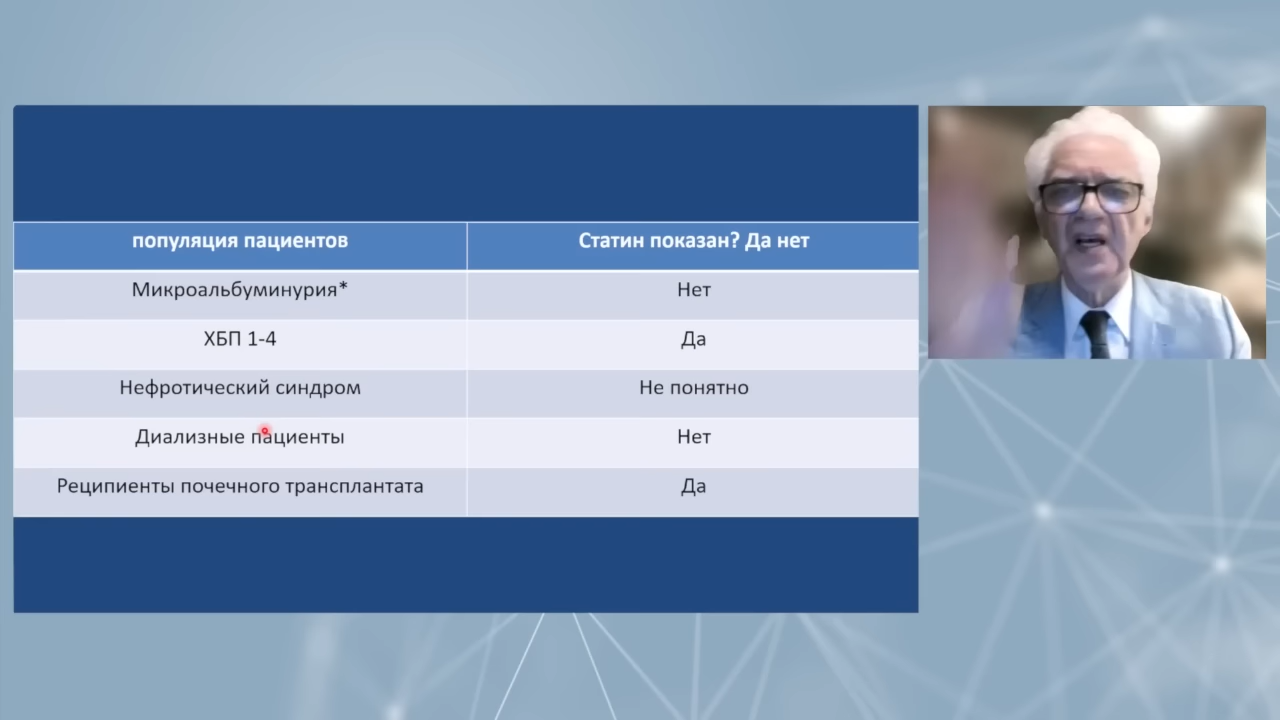 популяция пациентов
Статин показан? Да нет
Микроальбуминурия*
Нет
ХБП 1-4
Да
Нефротический синдром
Не понятно
Диализные пациенты
Нет
Реципиенты почечного трансплантата
Да